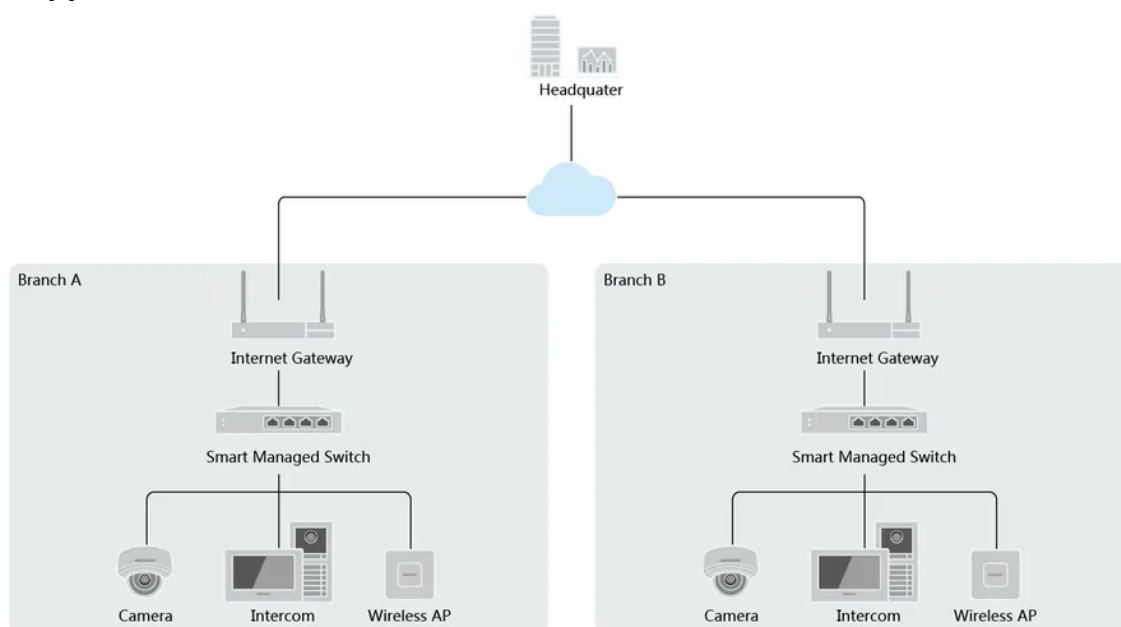 Headquater
Branch A
Branch B
Internet Gateway
Internet Gateway
Smart Managed Switch
Smart Managed Switch
Camera
Intercom
Wireless AP
Camera
Intercom
Wireless AP